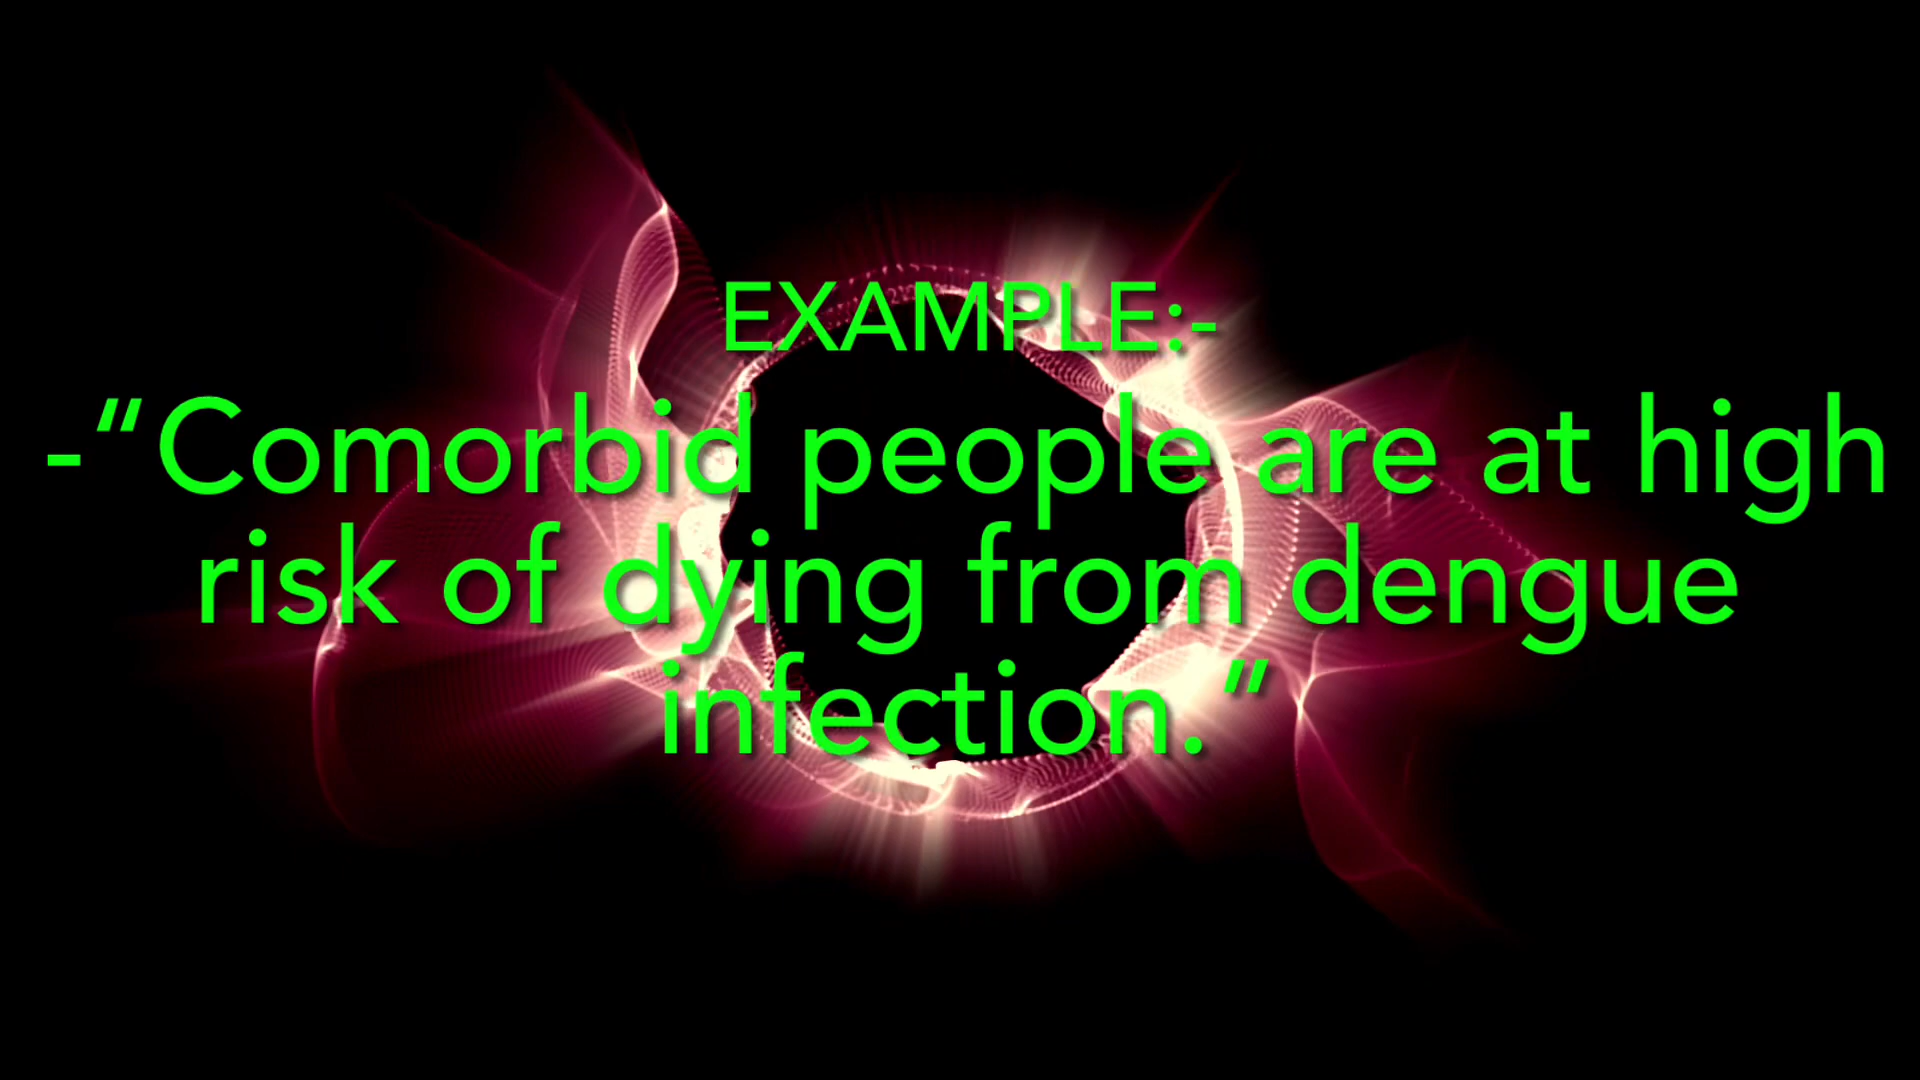 EXAMPLE:-
-“Comorbid people are at high
risk of dying from dengue
infection.”